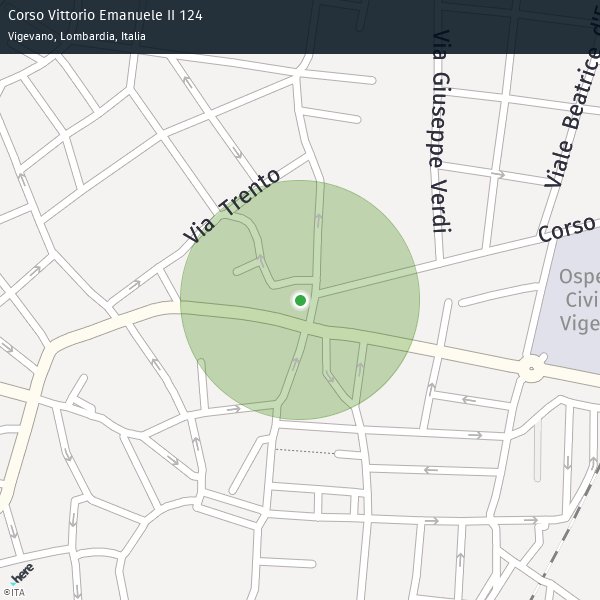 Corso Vittorio Emanuele II 124
Vigevano, Lombardia, Italia
Via Giuseppe Verdi
Viale Beatrice d'E
Via Trento
Corso
Ospe
Civi
Vige
here
©ITA